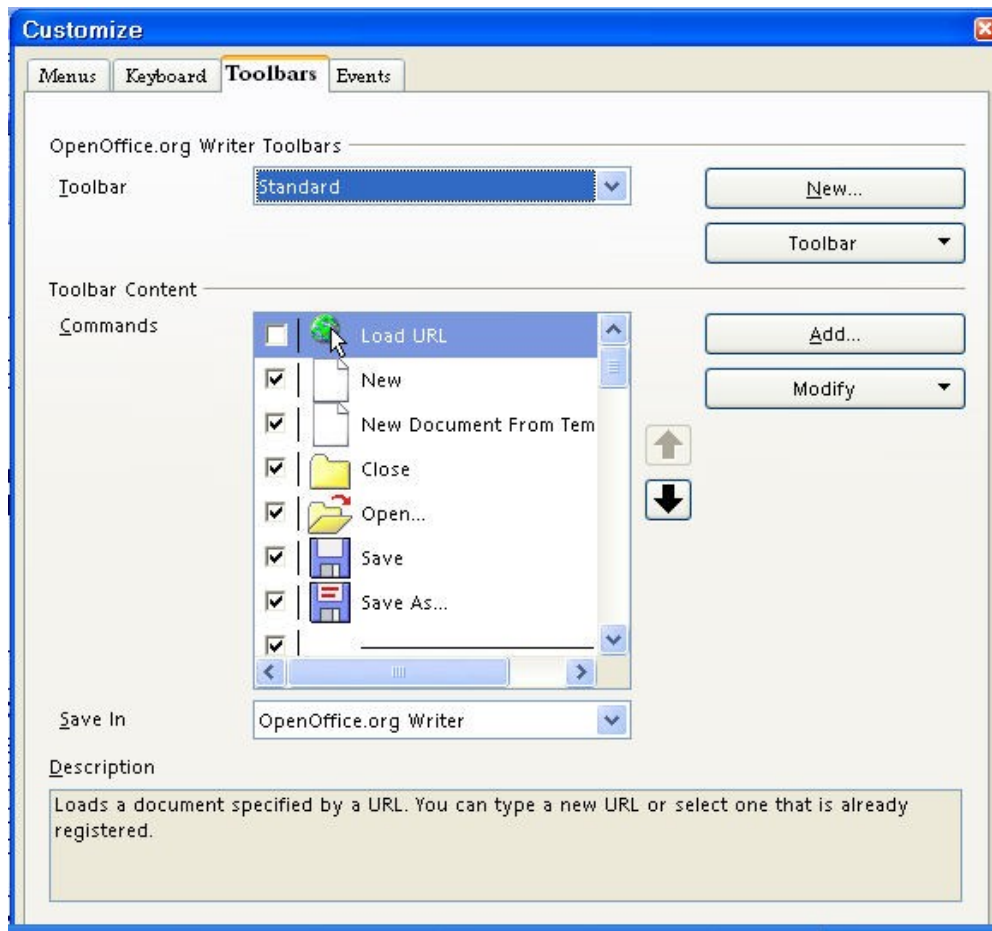 Customize
Menus Keyboard Toolbars Events
OpenOffice.org Writer Toolbars
Toolbar Standard New...
Toolbar
Toolbar Content
Commands Load URL Add...
New Modify
New Document From Tem
Close
Open...
Save
Save As...
Save In OpenOffice.org Writer
Description
Loads a document specified by a URL. You can type a new URL or select one that is already
registered.